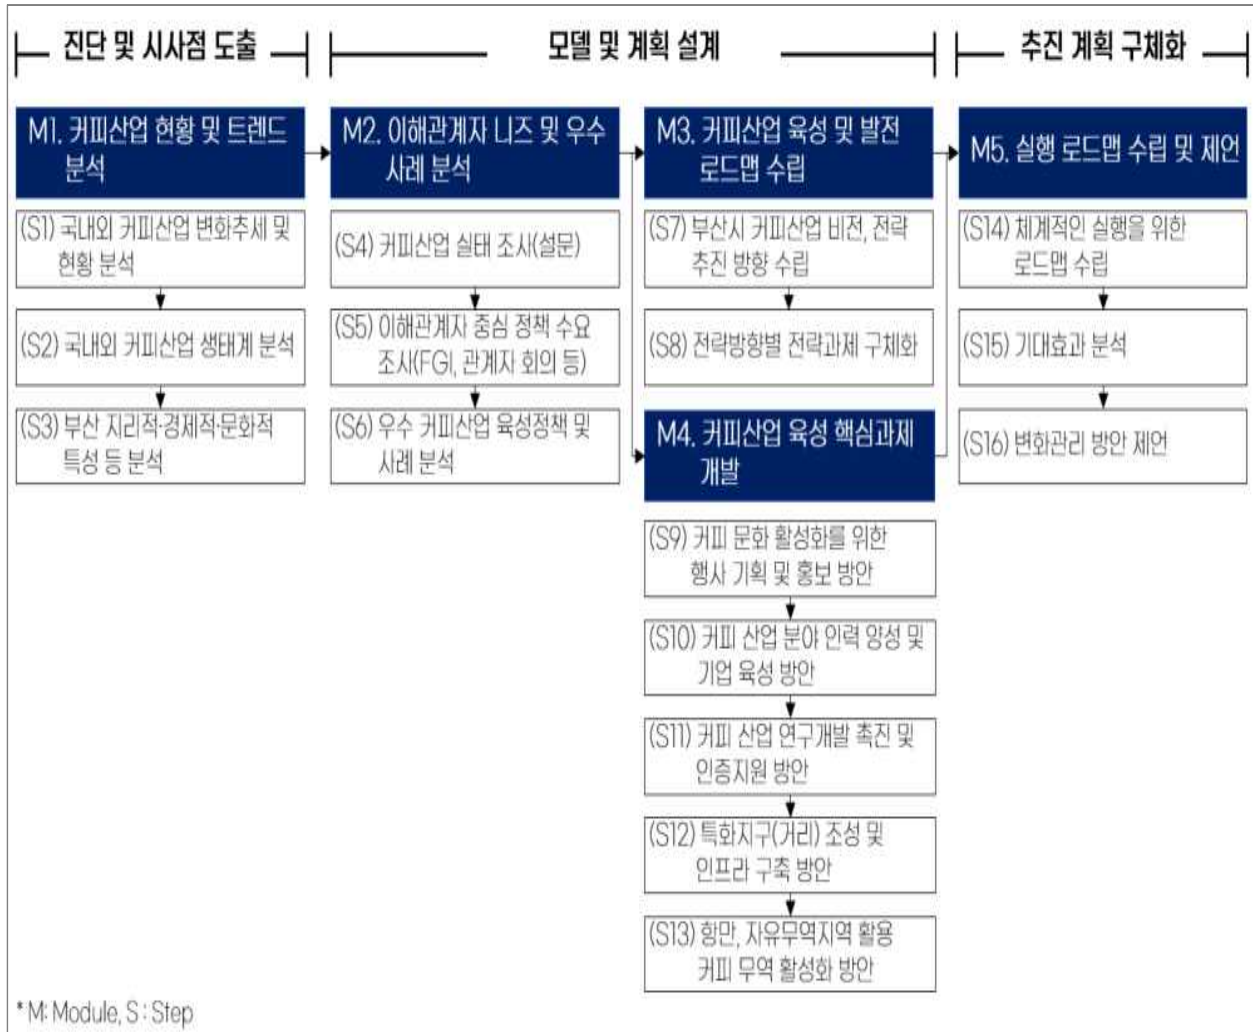 진단 및 시사점 도출
모델 및 계획 설계
추진 계획 구체화
M1. 커피산업 현황 및 트렌드
분석
(S1) 국내외 커피산업 변화추세 및
현황 분석
(S2) 국내외 커피산업 생태계 분석
(S3) 부산 지리적·경제적·문화적
특성 등 분석
M2. 이해관계자 니즈 및 우수
사례 분석
(S4) 커피산업 실태 조사(설문)
(S5) 이해관계자 중심 정책 수요
조사(FGI, 관계자 회의 등)
(S6) 우수 커피산업 육성정책 및
사례 분석
M3. 커피산업 육성 및 발전
로드맵 수립
(S7) 부산시 커피산업 비전, 전략
추진 방향 수립
(S8) 전략방향별 전략과제 구체화
M4. 커피산업 육성 핵심과제
개발
(S9) 커피 문화 활성화를 위한
행사 기획 및 홍보 방안
(S10) 커피 산업 분야 인력 양성 및
기업 육성 방안
(S11) 커피 산업 연구개발 촉진 및
인증지원 방안
(S12) 특화지구(거리) 조성 및
인프라 구축 방안
(S13) 항만, 자유무역지역 활용
커피 무역 활성화 방안
M5. 실행 로드맵 수립 및 제언
(S14) 체계적인 실행을 위한
로드맵 수립
(S15) 기대효과 분석
(S16) 변화관리 방안 제언
* M: Module, S : Step